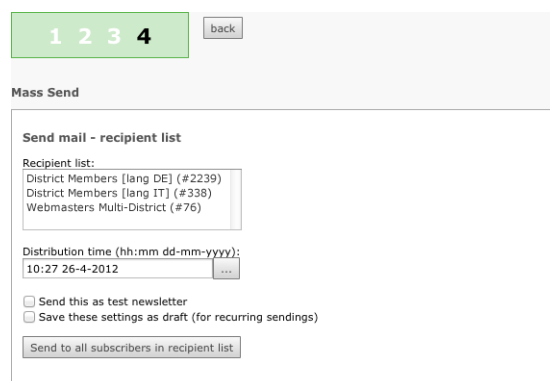 1 2 3 4 back
Mass Send
Send mail - recipient list
Recipient list:
District Members [lang DE] (#2239)
District Members [lang IT] (#338)
Webmasters Multi-District (#76)
Distribution time (hh:mm dd-mm-yyyy):
10:27 26-4-2012 ...
Send this as test newsletter
Save these settings as draft (for recurring sendings)
Send to all subscribers in recipient list